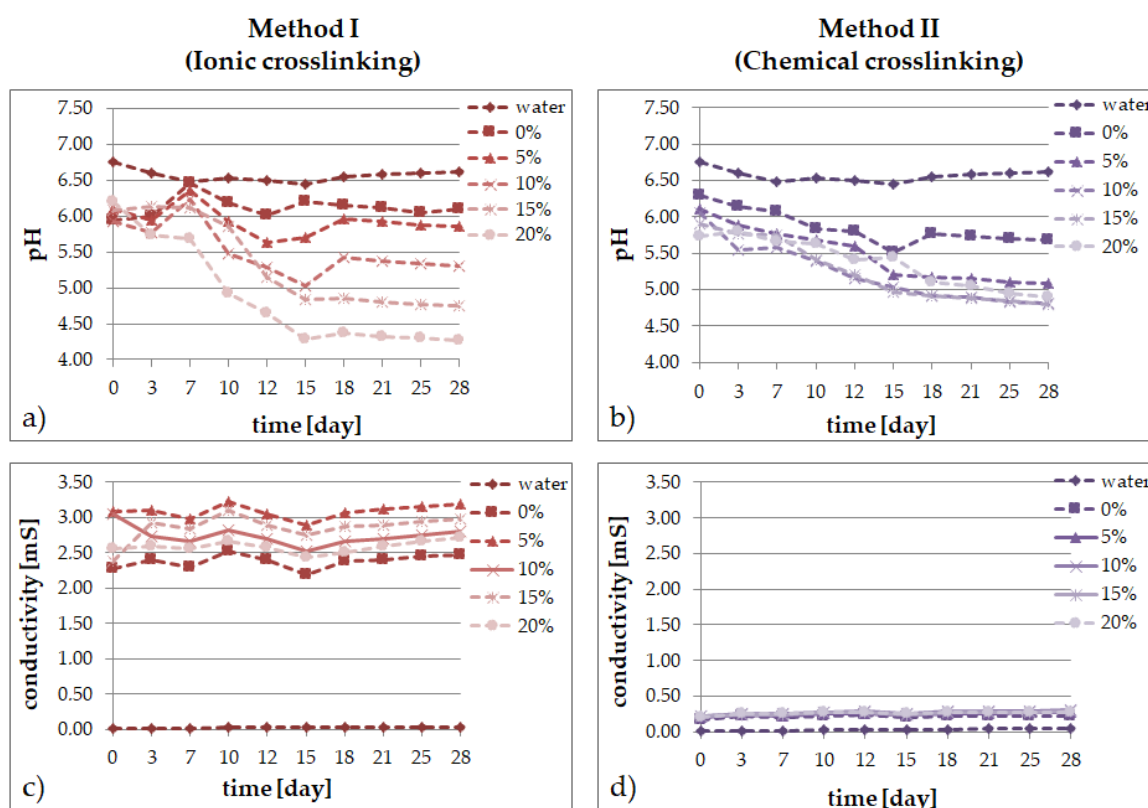 Method I
(Ionic crosslinking)
Method II
(Chemical crosslinking)
7.50
7.00
6.50
6.00
5.50
5.00
4.50
4.00
pH
0 3 7 10 12 15 18 21 25 28
time [day]
a)
water
0%
5%
10%
15%
20%
7.50
7.00
6.50
6.00
5.50
5.00
4.50
4.00
pH
0 3 7 10 12 15 18 21 25 28
time [day]
b)
water
0%
5%
10%
15%
20%
3.50
3.00
2.50
2.00
1.50
1.00
0.50
0.00
conductivity [mS]
0 3 7 10 12 15 18 21 25 28
time [day]
c)
water
0%
5%
10%
15%
20%
3.50
3.00
2.50
2.00
1.50
1.00
0.50
0.00
conductivity [mS]
0 3 7 10 12 15 18 21 25 28
time [day]
d)
water
0%
5%
10%
15%
20%